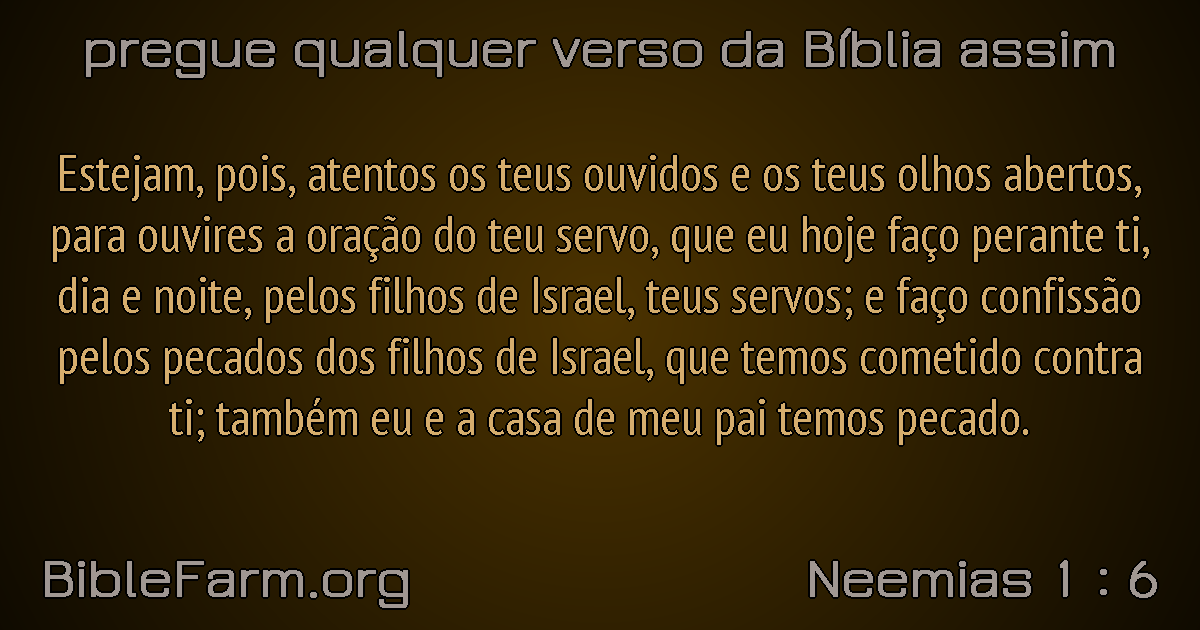 pregue qualquer verso da Bíblia assim
Estejam, pois, atentos os teus ouvidos e os teus olhos abertos,
para ouvires a oração do teu servo, que eu hoje faço perante ti,
dia e noite, pelos filhos de Israel, teus servos; e faço confissão
pelos pecados dos filhos de Israel, que temos cometido contra
ti; também eu e a casa de meu pai temos pecado.
BibleFarm.org
Neemias 1 : 6